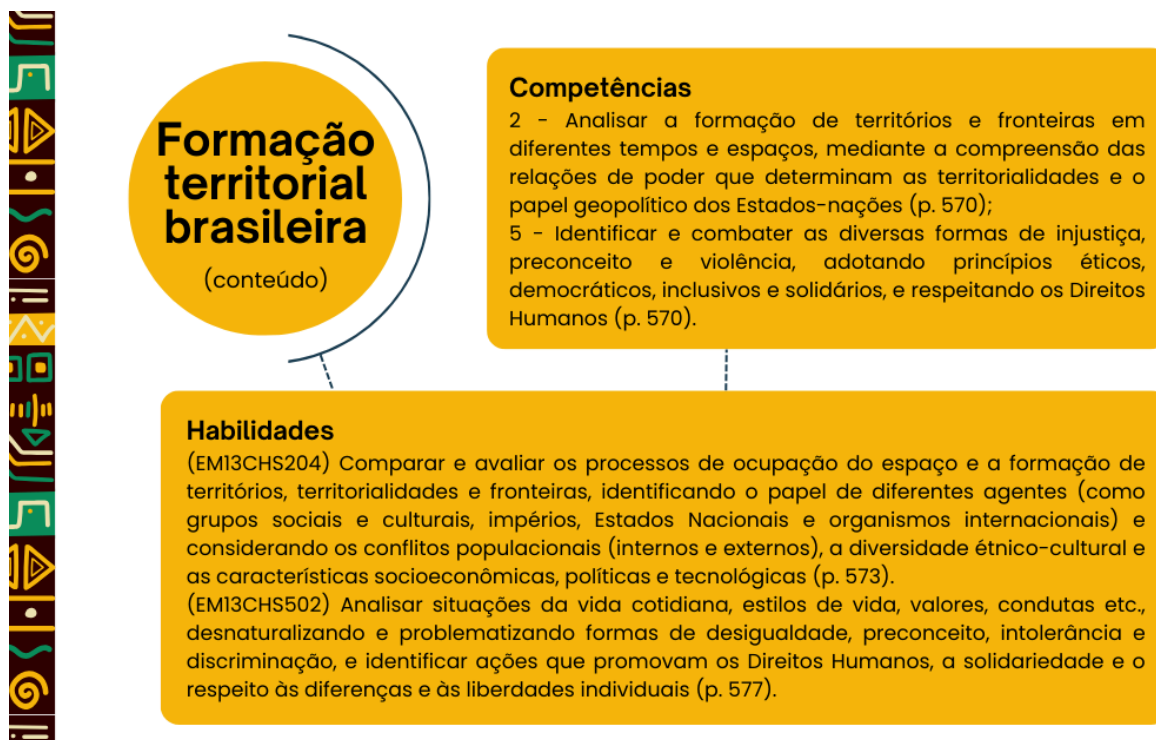 Formação
territorial
brasileira
(conteúdo)
Competências
2 - Analisar a formação de territórios e fronteiras em
diferentes tempos e espaços, mediante a compreensão das
relações de poder que determinam as territorialidades e o
papel geopolítico dos Estados-nações (p. 570);
5 - Identificar e combater as diversas formas de injustiça,
preconceito e violência, adotando princípios éticos,
democráticos, inclusivos e solidários, e respeitando os Direitos
Humanos (p. 570).
Habilidades
(EM13CHS204) Comparar e avaliar os processos de ocupação do espaço e a formação de
territórios, territorialidades e fronteiras, identificando o papel de diferentes agentes (como
grupos sociais e culturais, impérios, Estados Nacionais e organismos internacionais) e
considerando os conflitos populacionais (internos e externos), a diversidade étnico-cultural e
as características socioeconômicas, políticas e tecnológicas (p. 573).
(EM13CHS502) Analisar situações da vida cotidiana, estilos de vida, valores, condutas etc.,
desnaturalizando e problematizando formas de desigualdade, preconceito, intolerância e
discriminação, e identificar ações que promovam os Direitos Humanos, a solidariedade e o
respeito às diferenças e às liberdades individuais (p. 577).